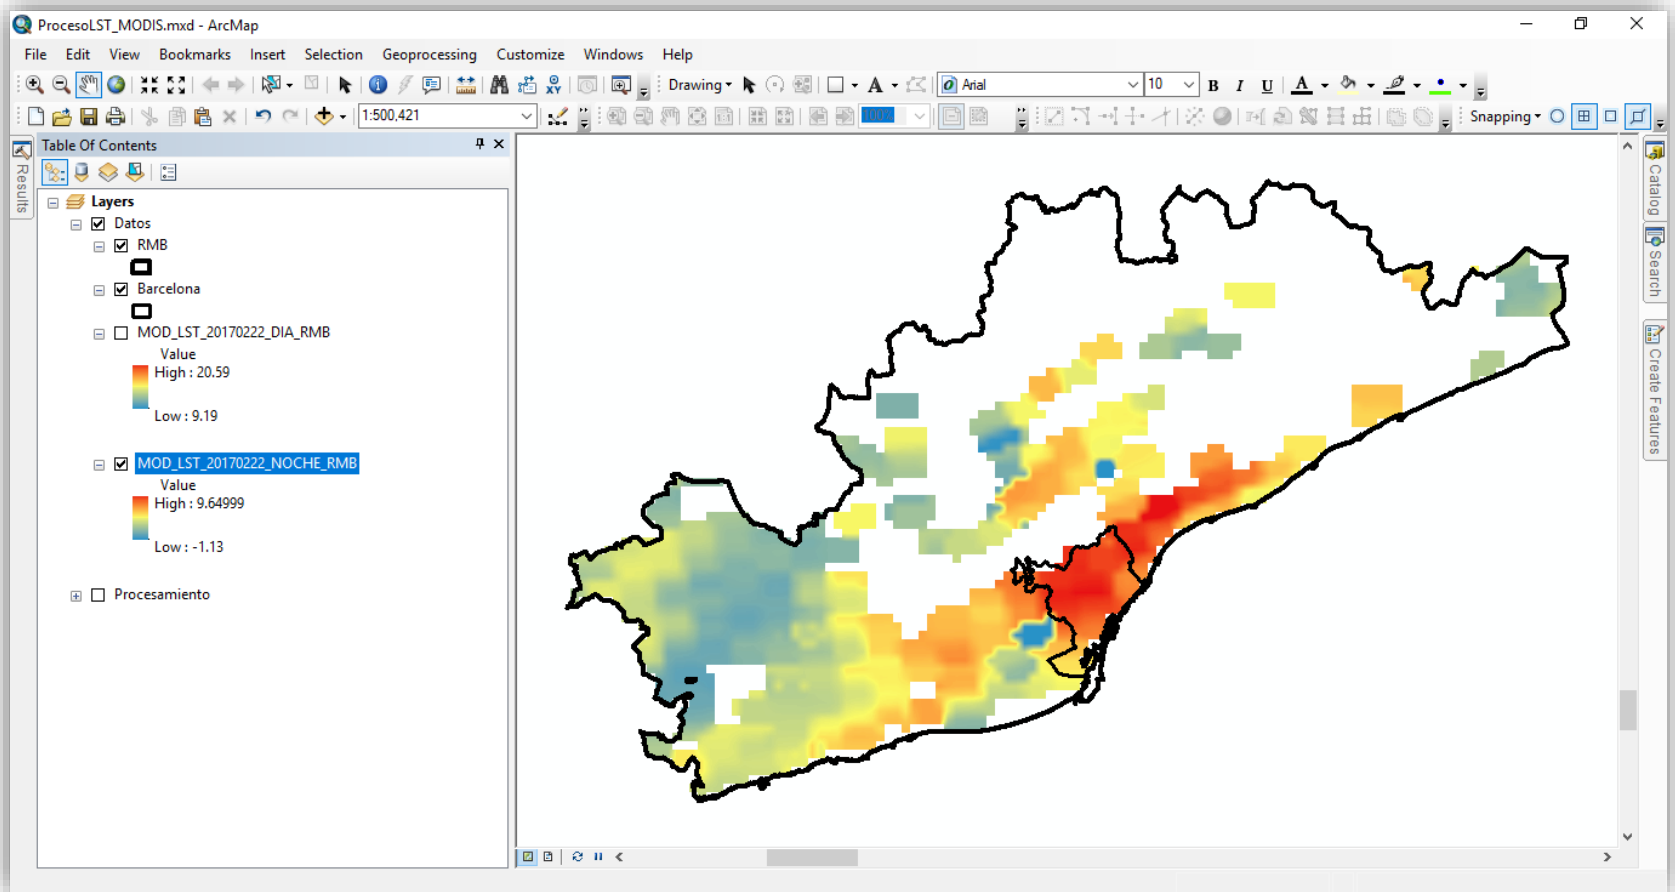 ProcesoLST_MODIS.mxd - ArcMap
File Edit View Bookmarks Insert Selection Geoprocessing Customize Windows Help
Drawing Arial 10 B I U A
1:500,421 100% Snapping
Table Of Contents
Results
Layers
Datos
RMB
Barcelona
MOD_LST_20170222_DIA_RMB
Value
High : 20.59
Low : 9.19
MOD_LST_20170222_NOCHE_RMB
Value
High : 9.64999
Low : -1.13
Procesamiento
Catalog
Search
Create Features